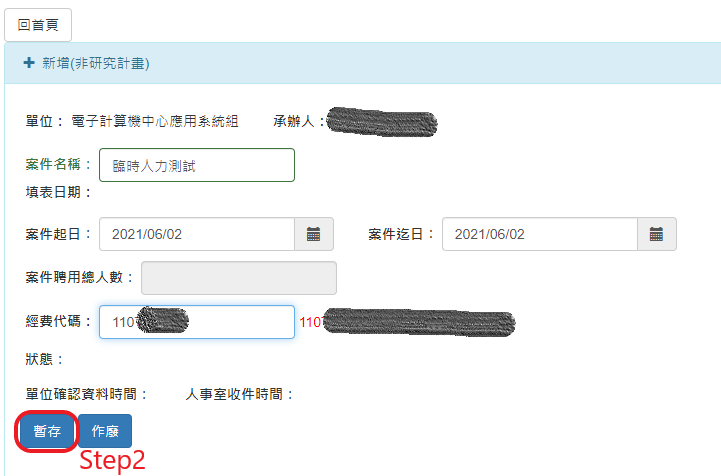 回首頁
新增(非研究計畫)
單位： 電子計算機中心應用系統組 承辦人：
案件名稱： 臨時人力測試
填表日期：
案件起日： 2021/06/02 案件迄日： 2021/06/02
案件聘用總人數：
經費代碼： 110 110
狀態：
單位確認資料時間： 人事室收件時間：
暫存 作廢
Step2